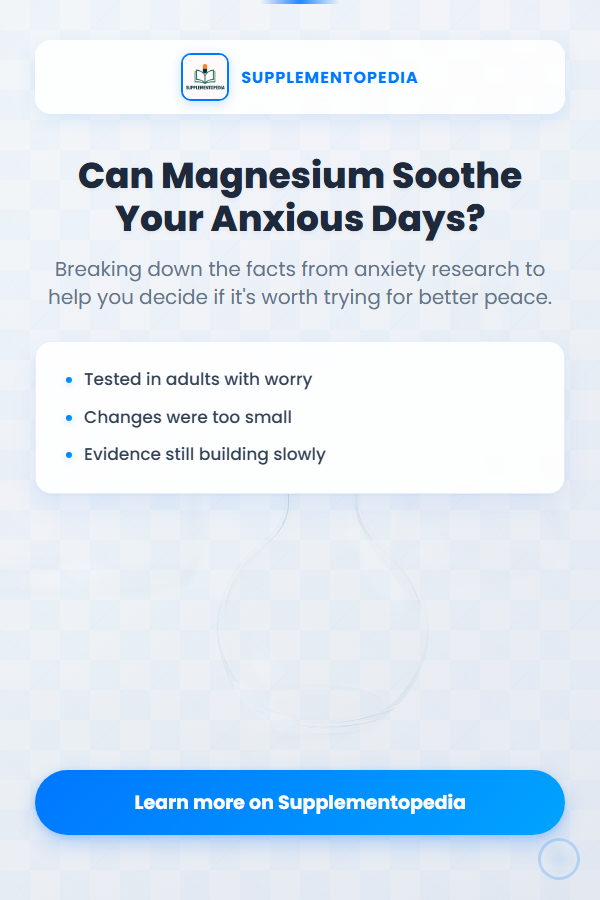 SUPPLEMENTOPEDIA
SUPPLEMENTOPEDIA
Can Magnesium Soothe
Your Anxious Days?
Breaking down the facts from anxiety research to
help you decide if it's worth trying for better peace.
Tested in adults with worry
Changes were too small
Evidence still building slowly
Learn more on Supplementopedia